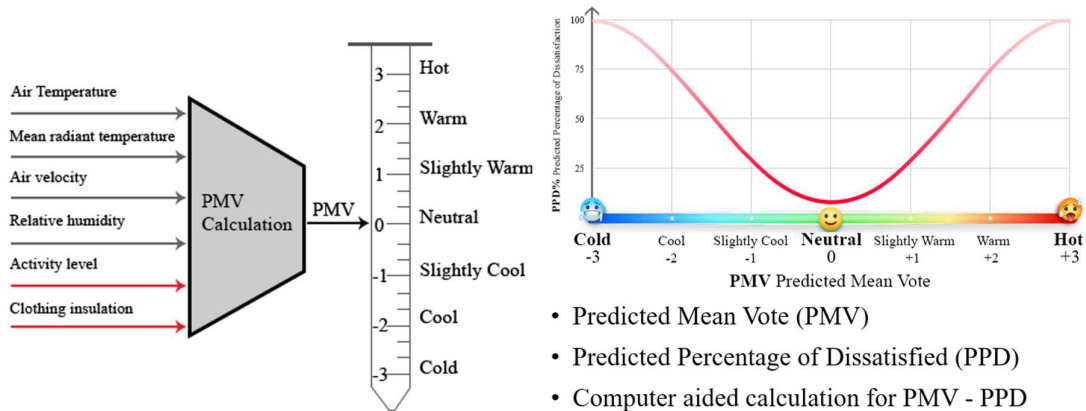 Air Temperature
Mean radiant temperature
Air velocity
Relative humidity
Activity level
Clothing insulation
PMV
Calculation
PMV
3 Hot
2 Warm
1 Slightly Warm
0 Neutral
-1 Slightly Cool
-2 Cool
-3 Cold
PPD% Predicted Percentage of Dissatisfaction
100
75
50
25
Cold Cool Slightly Cool Neutral Slightly Warm Warm Hot
-3 -2 -1 0 +1 +2 +3
PMV Predicted Mean Vote
• Predicted Mean Vote (PMV)
• Predicted Percentage of Dissatisfied (PPD)
• Computer aided calculation for PMV - PPD